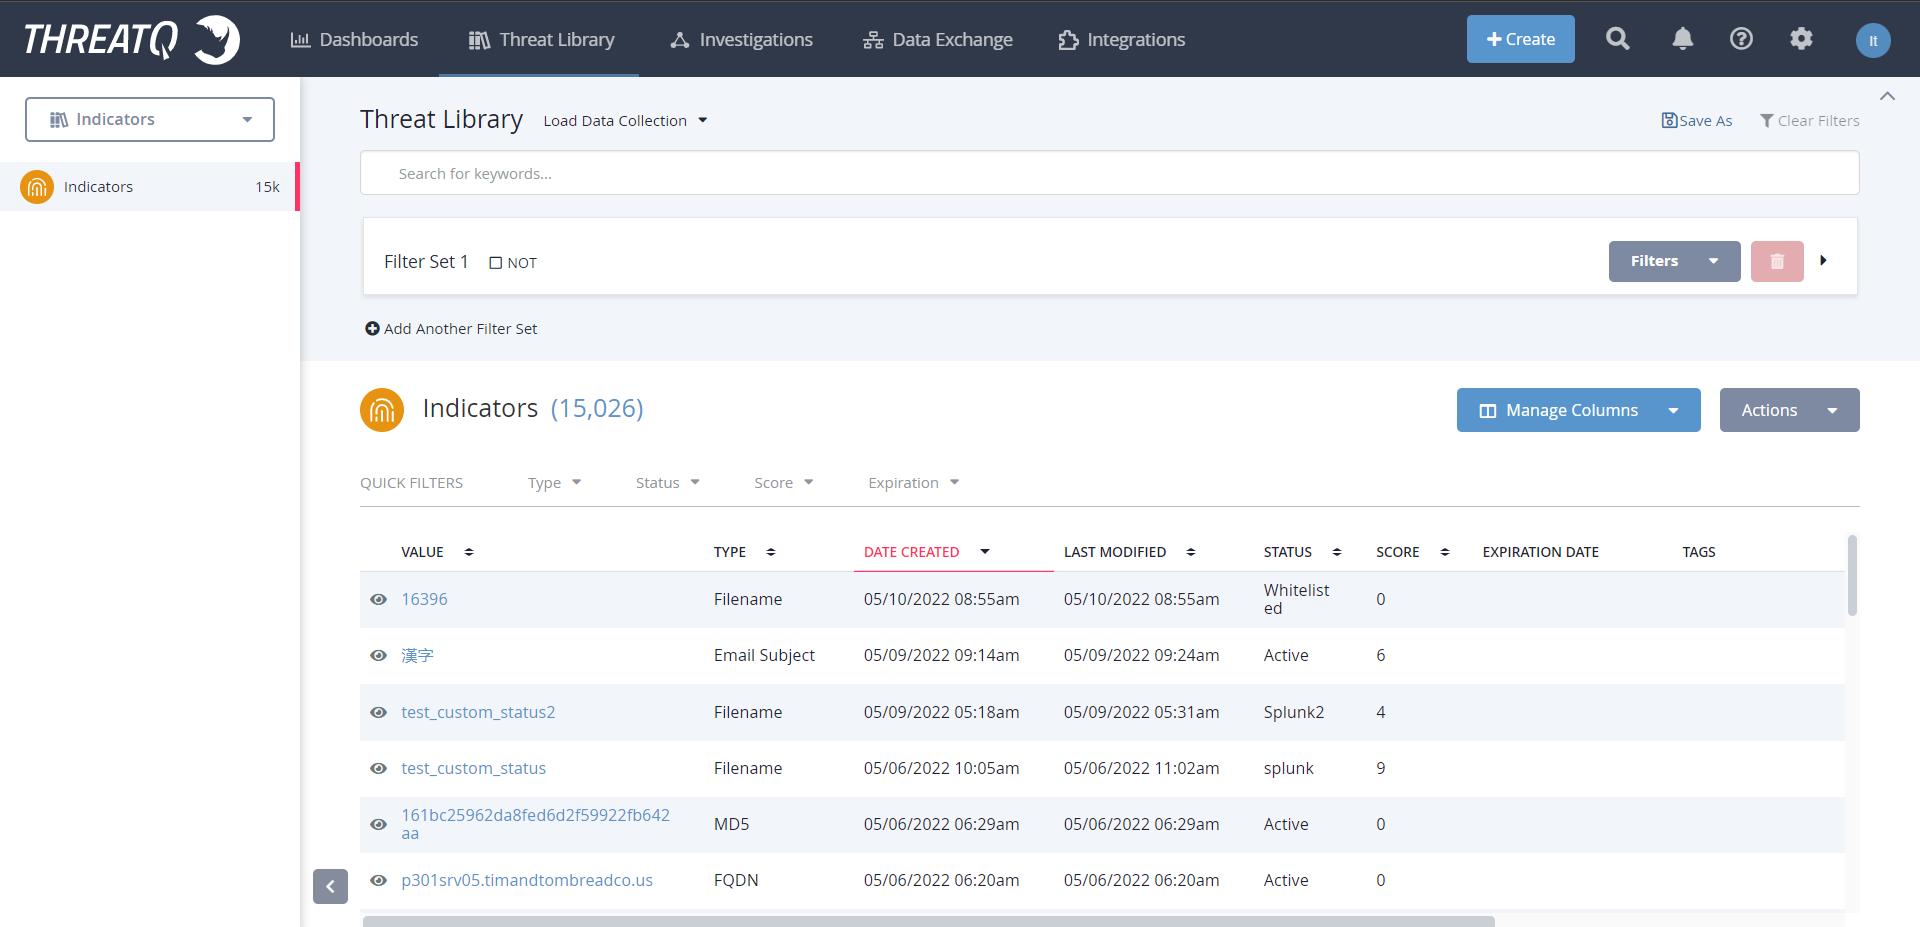 THREATQ
Dashboards
Threat Library
Investigations
Data Exchange
Integrations
Create
It
Indicators
Indicators 15k
Threat Library
Load Data Collection
Save As
Clear Filters
Search for keywords...
Filter Set 1
NOT
Filters
Add Another Filter Set
Indicators (15,026)
Manage Columns
Actions
QUICK FILTERS Type Status Score Expiration
VALUE TYPE DATE CREATED LAST MODIFIED STATUS SCORE EXPIRATION DATE TAGS
16396 Filename 05/10/2022 08:55am 05/10/2022 08:55am Whitelist
ed 0
漢字 Email Subject 05/09/2022 09:14am 05/09/2022 09:24am Active 6
test_custom_status2 Filename 05/09/2022 05:18am 05/09/2022 05:31am Splunk2 4
test_custom_status Filename 05/06/2022 10:05am 05/06/2022 11:02am splunk 9
161bc25962da8fed6d2f59922fb642
aa MD5 05/06/2022 06:29am 05/06/2022 06:29am Active 0
p301srv05.timandtombreadco.us FQDN 05/06/2022 06:20am 05/06/2022 06:20am Active 0